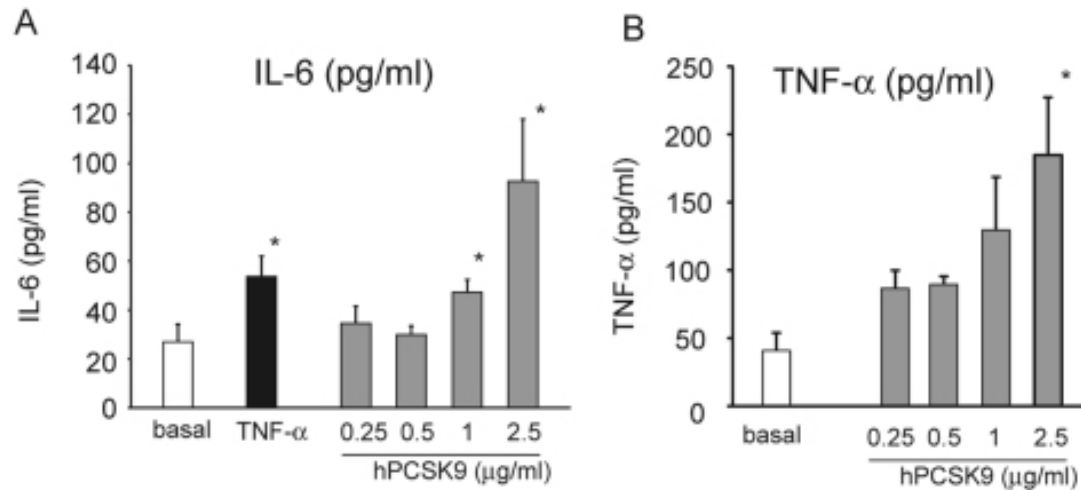 A
IL-6 (pg/ml)
IL-6 (pg/ml)
140
120
100
80
60
40
20
0
*
*
*
basal TNF-α 0.25 0.5 1 2.5
hPCSK9 (μg/ml)
B
TNF-α (pg/ml)
TNF-α (pg/ml)
250
200
150
100
50
0
*
basal 0.25 0.5 1 2.5
hPCSK9 (μg/ml)